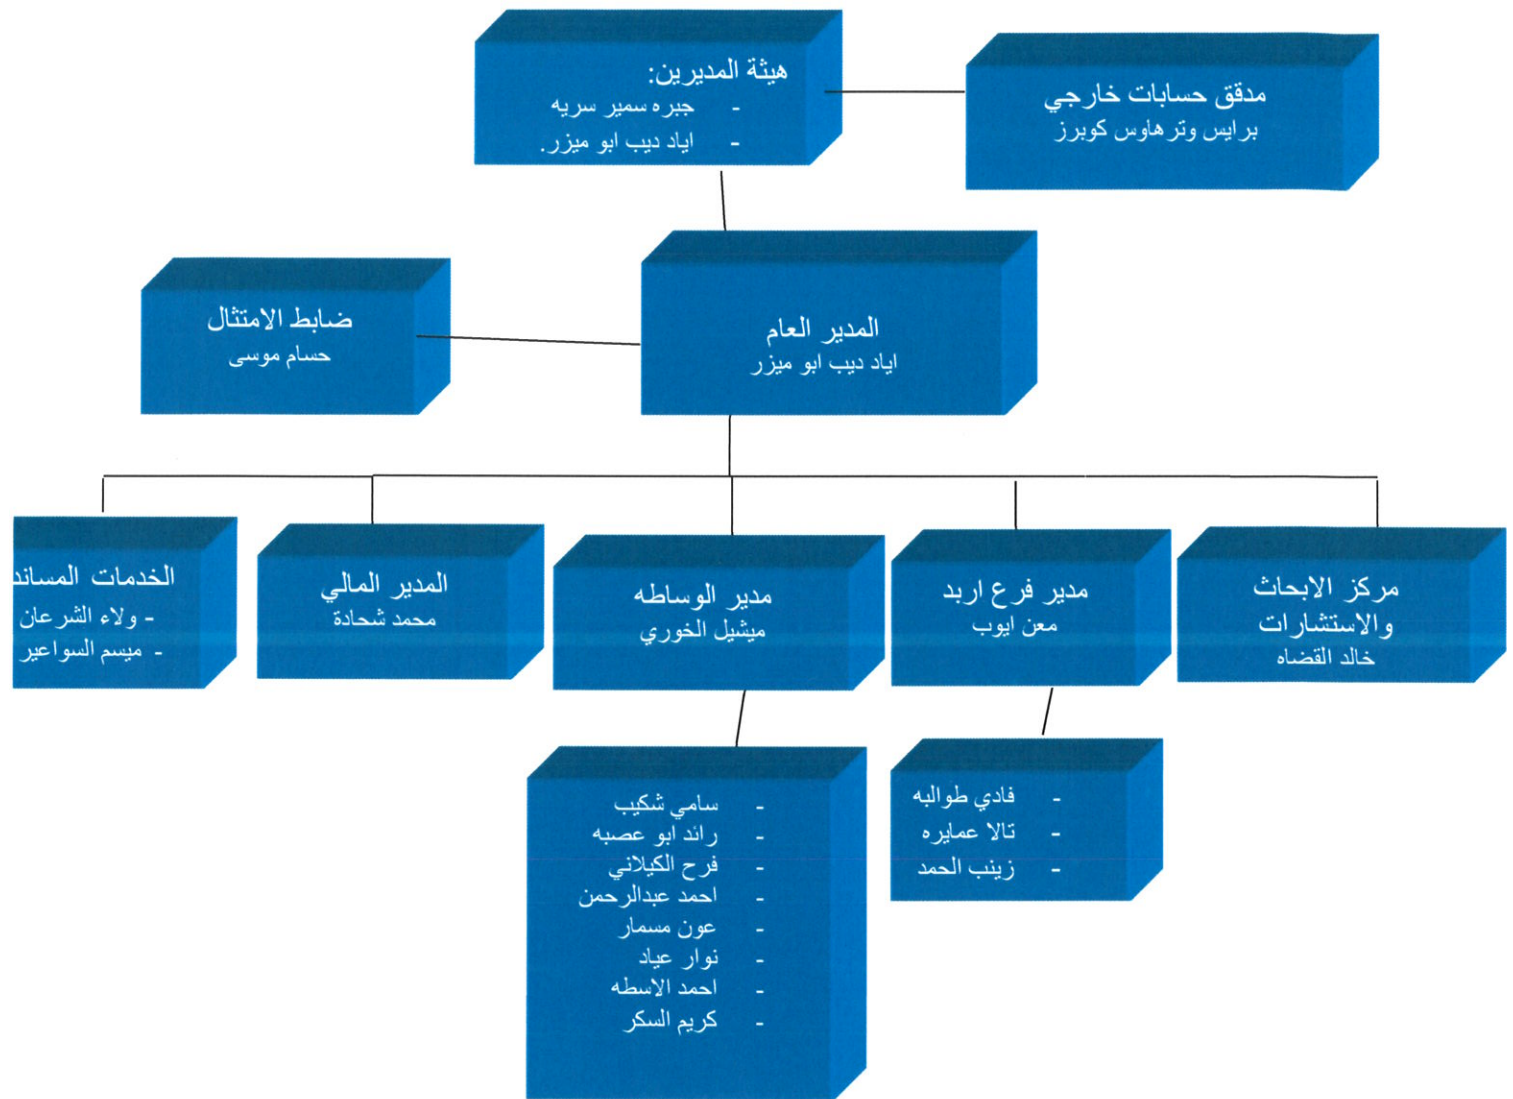 هيئة المديرين:
- جبره سمير سريه
- اياد ديب ابو ميزر.
مدقق حسابات خارجي
برايس وترهاوس كوبرز
المدير العام
اياد ديب ابو ميزر
ضابط الامتثال
حسام موسى
مركز الابحاث
والاستشارات
خالد القضاه
مدير فرع اربد
معن ايوب
مدير الوساطه
ميشيل الخوري
المدير المالي
محمد شحادة
الخدمات المساند
- ولاء الشرعان
- ميسم السواعير
- فادي طوالبه
- تالا عمايره
- زينب الحمد
- سامي شكيب
- رائد ابو عصبه
- فرح الكيلاني
- احمد عبدالرحمن
- عون مسمار
- نوار عياد
- احمد الاسطه
- كريم السكر